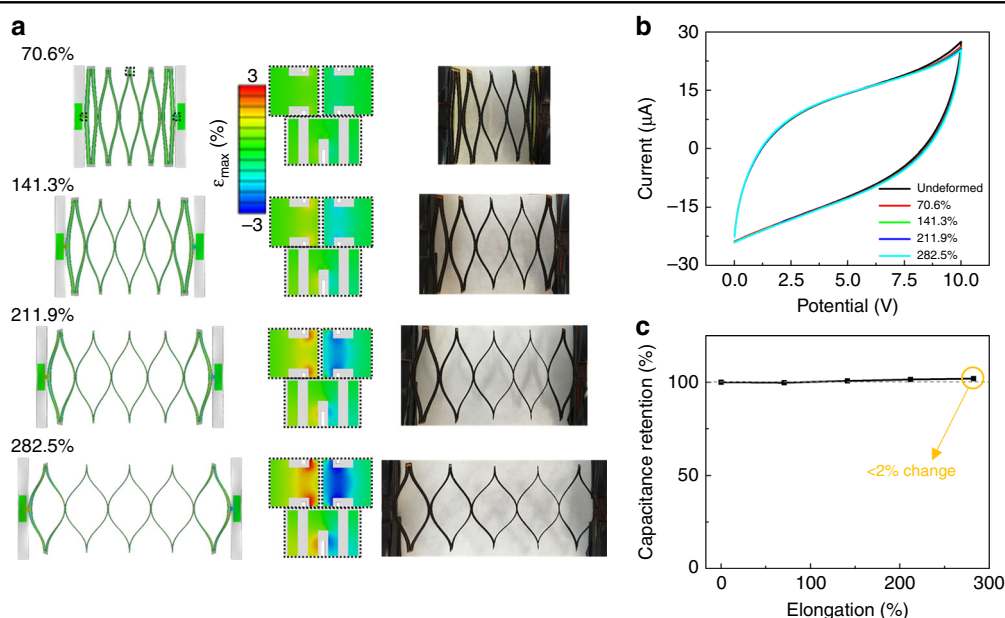 a
70.6%
3
ε_max (%)
−3
141.3%
211.9%
282.5%
b
30
15
0
−15
−30
Current (μA)
Undeformed
70.6%
141.3%
211.9%
282.5%
0.0 2.5 5.0 7.5 10.0
Potential (V)
c
100
50
0
Capacitance retention (%)
<2% change
0 100 200 300
Elongation (%)